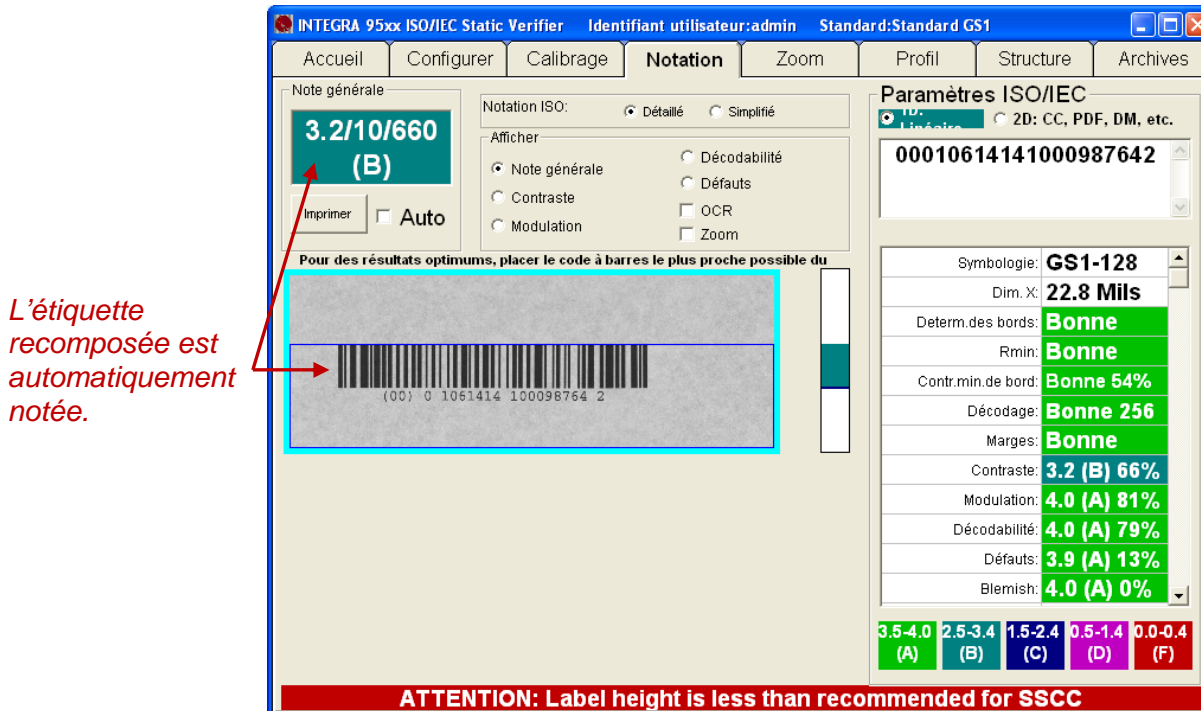 INTEGRA 95xx ISO/IEC Static Verifier Identifiant utilisateur:admin Standard:Standard GS1
Accueil Configurer Calibrage Notation Zoom Profil Structure Archives
Note générale
3.2/10/660
(B)
Imprimer
Auto
Notation ISO: Détaillé Simplifié
Afficher
Note générale
Contraste
Modulation
Décodabilité
Défauts
OCR
Zoom
Paramètres ISO/IEC
1D:
Linéaire
2D: CC, PDF, DM, etc.
00010614141000987642
Pour des résultats optimums, placer le code à barres le plus proche possible du
(00) 0 1061414 100098764 2
L'étiquette
recomposée est
automatiquement
notée.
Symbologie: GS1-128
Dim. X: 22.8 Mils
Determ.des bords: Bonne
Rmin: Bonne
Contr.min.de bord: Bonne 54%
Décodage: Bonne 256
Marges: Bonne
Contraste: 3.2 (B) 66%
Modulation: 4.0 (A) 81%
Décodabilité: 4.0 (A) 79%
Défauts: 3.9 (A) 13%
Blemish: 4.0 (A) 0%
3.5-4.0 2.5-3.4 1.5-2.4 0.5-1.4 0.0-0.4
(A) (B) (C) (D) (F)
ATTENTION: Label height is less than recommended for SSCC